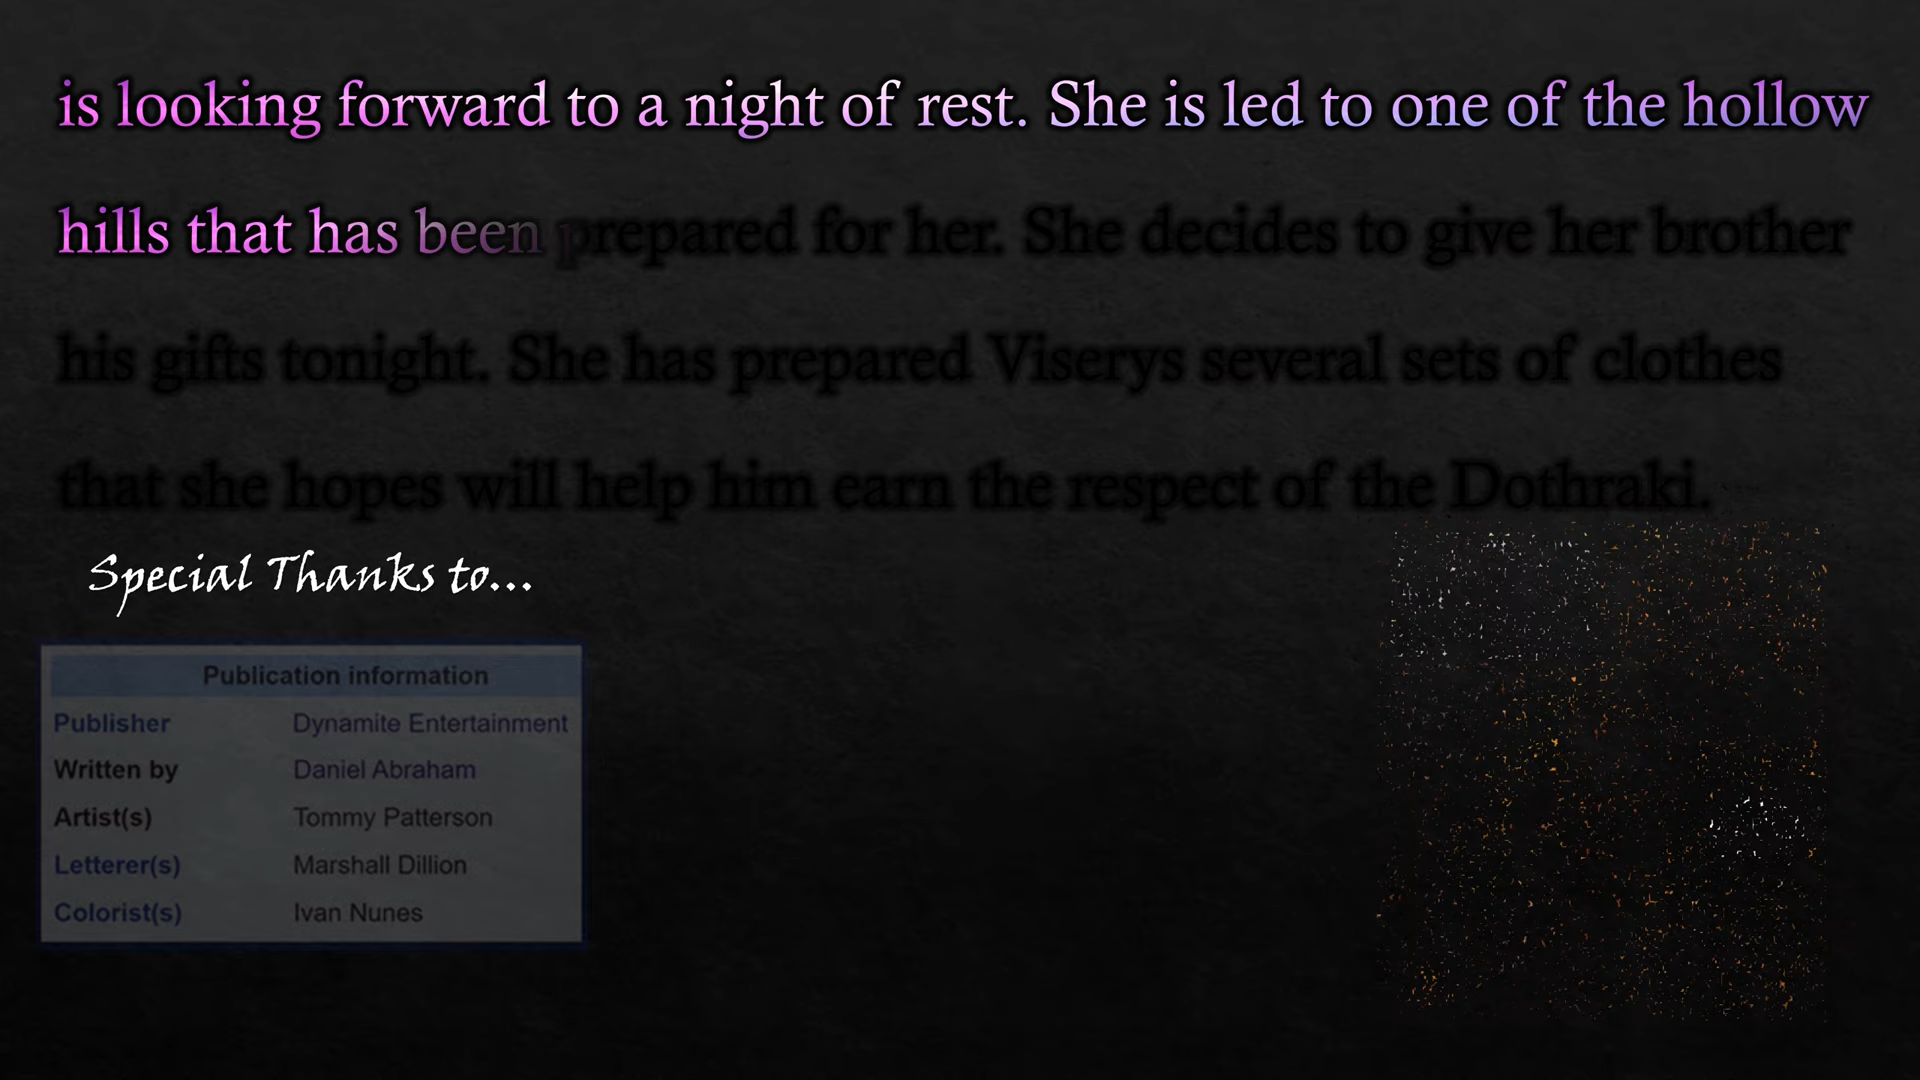 is looking forward to a night of rest. She is led to one of the hollow
hills that has been prepared for her. She decides to give her brother
his gifts tonight. She has prepared Viserys several sets of clothes
that she hopes will help him earn the respect of the Dothraki.
Special Thanks to...
Publication information
Publisher Dynamite Entertainment
Written by Daniel Abraham
Artist(s) Tommy Patterson
Letterer(s) Marshall Dillion
Colorist(s) Ivan Nunes